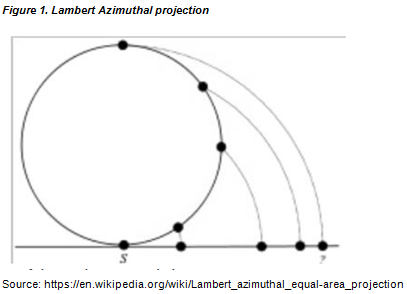 Figure 1. Lambert Azimuthal projection
S
?
Source: https://en.wikipedia.org/wiki/Lambert_azimuthal_equal-area_projection